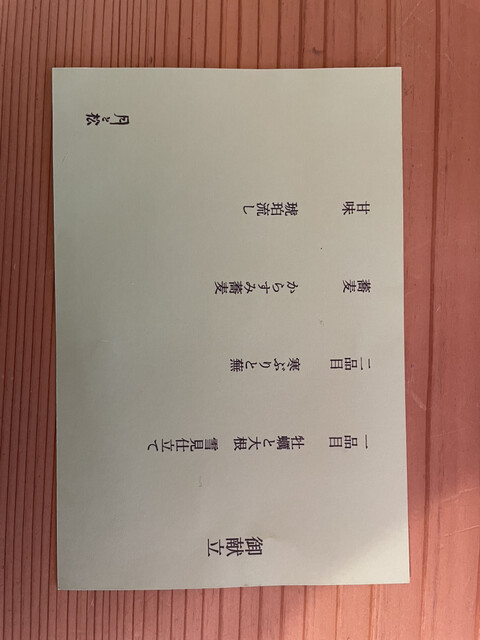 御献立
一品目 牡蠣と大根 雪見仕立て
二品目 寒ぶりと蕪
蕎麦 からすみ蕎麦
甘味 琥珀流し
月と松